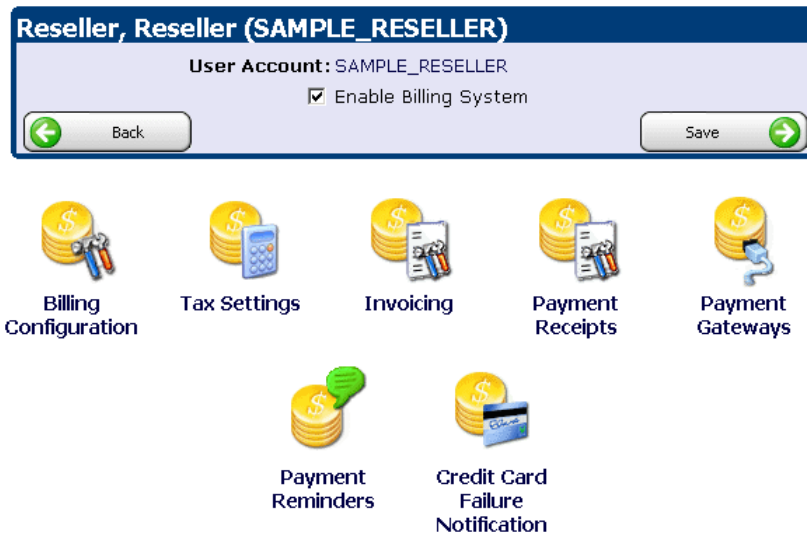 Reseller, Reseller (SAMPLE_RESELLER)
User Account: SAMPLE_RESELLER
Enable Billing System
Back
Save
Billing
Configuration
Tax Settings
Invoicing
Payment
Receipts
Payment
Gateways
Payment
Reminders
Credit Card
Failure
Notification